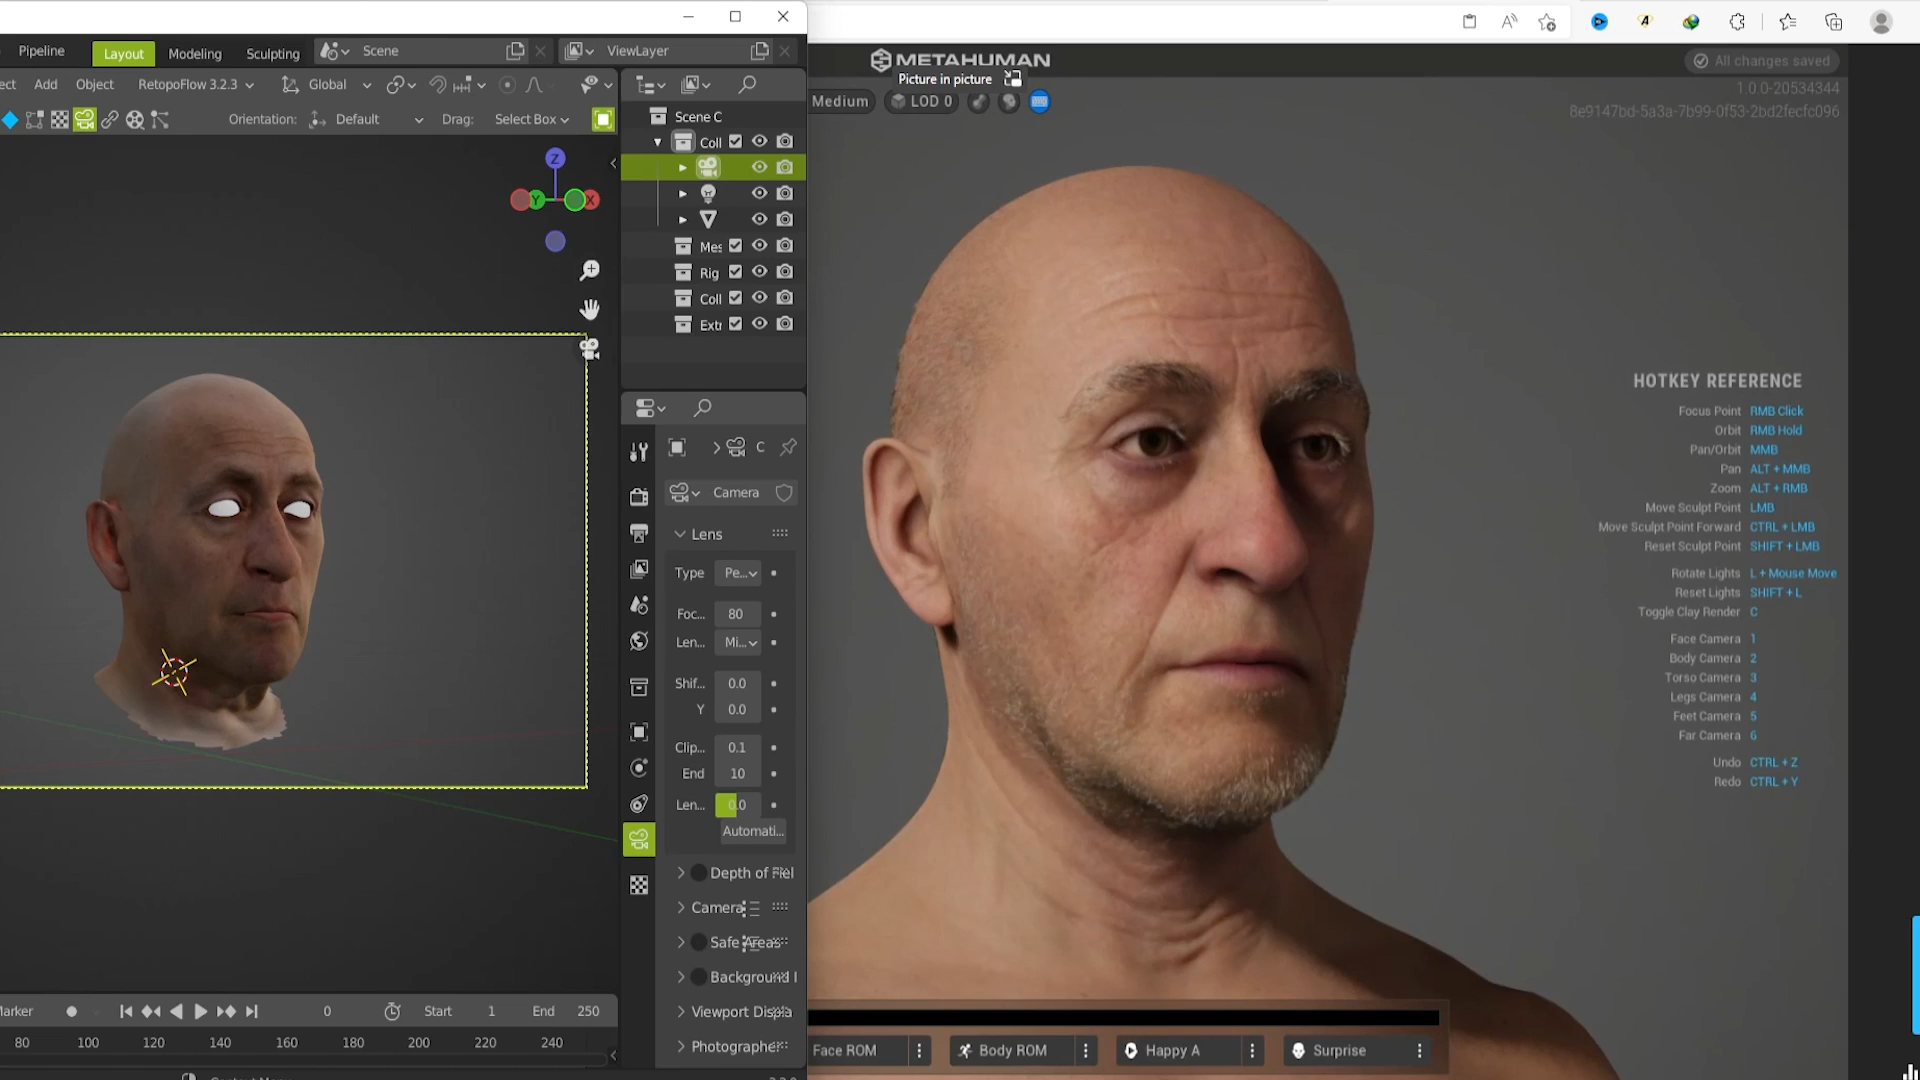 Pipeline
Layout
Modeling
Sculpting
Scene
ViewLayer
ect
Add
Object
RetopoFlow 3.2.3
Global
Orientation:
Default
Drag:
Select Box
Z
Y
X
Scene C
Coll
Mes
Rig
Coll
Extr
C
Camera
Lens
Type
Pe...
Foc...
80
Len...
Mi...
Shif...
0.0
Y
0.0
Clip...
0.1
End
10
Len...
0.0
Automati...
Depth of Fiel
Camera
Safe Areas
Background I
Viewport Displa
Photographer
Marker
0
Start
1
End
250
80
100
120
140
160
180
200
220
240
METAHUMAN
Picture in picture
Medium
LOD 0
All changes saved
1.0.0-20534344
8e9147bd-5a3a-7b99-0f53-2bd2fecfc096
HOTKEY REFERENCE
Focus Point RMB Click
Orbit RMB Hold
Pan/Orbit MMB
Pan ALT + MMB
Zoom ALT + RMB
Move Sculpt Point LMB
Move Sculpt Point Forward CTRL + LMB
Reset Sculpt Point SHIFT + LMB
Rotate Lights L + Mouse Move
Reset Lights SHIFT + L
Toggle Clay Render C
Face Camera 1
Body Camera 2
Torso Camera 3
Legs Camera 4
Feet Camera 5
Far Camera 6
Undo CTRL + Z
Redo CTRL + Y
Face ROM
Body ROM
Happy A
Surprise